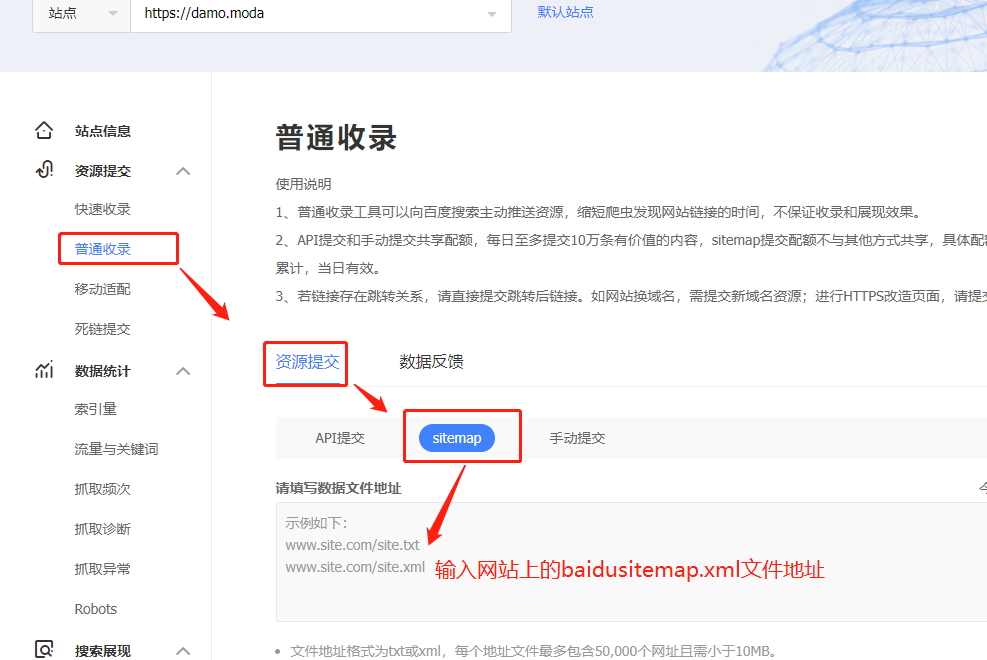 站点 https://damo.moda 默认站点
站点信息
资源提交
快速收录
普通收录
移动适配
死链提交
数据统计
索引量
流量与关键词
抓取频次
抓取诊断
抓取异常
Robots
搜索展现
普通收录
使用说明
1、普通收录工具可以向百度搜索主动推送资源，缩短爬虫发现网站链接的时间，不保证收录和展现效果。
2、API提交和手动提交共享配额，每日至多提交10万条有价值的内容，sitemap提交配额不与其他方式共享，具体配
累计，当日有效。
3、若链接存在跳转关系，请直接提交跳转后链接。如网站换域名，需提交新域名资源；进行HTTPS改造页面，请提
资源提交 数据反馈
API提交 sitemap 手动提交
请填写数据文件地址
示例如下：
www.site.com/site.txt
www.site.com/site.xml
输入网站上的baidusitemap.xml文件地址
• 文件地址格式为txt或xml，每个地址文件最多包含50,000个网址且需小于10MB。